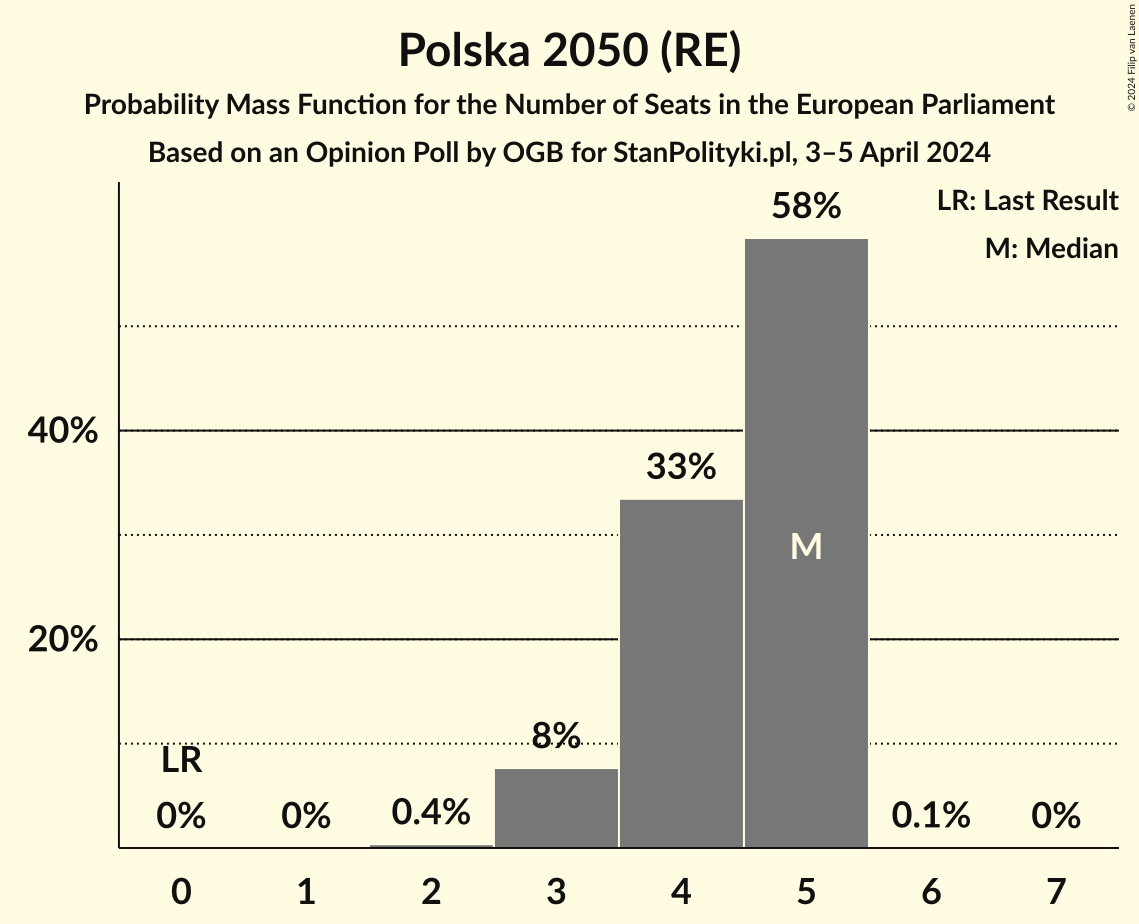 Polska 2050 (RE)
Probability Mass Function for the Number of Seats in the European Parliament
Based on an Opinion Poll by OGB for StanPolityki.pl, 3–5 April 2024
© 2024 Filip van Laenen
LR: Last Result
M: Median
58%
40%
33%
M
20%
8%
LR
0%
0%
0.4%
0.1%
0%
0
1
2
3
4
5
6
7